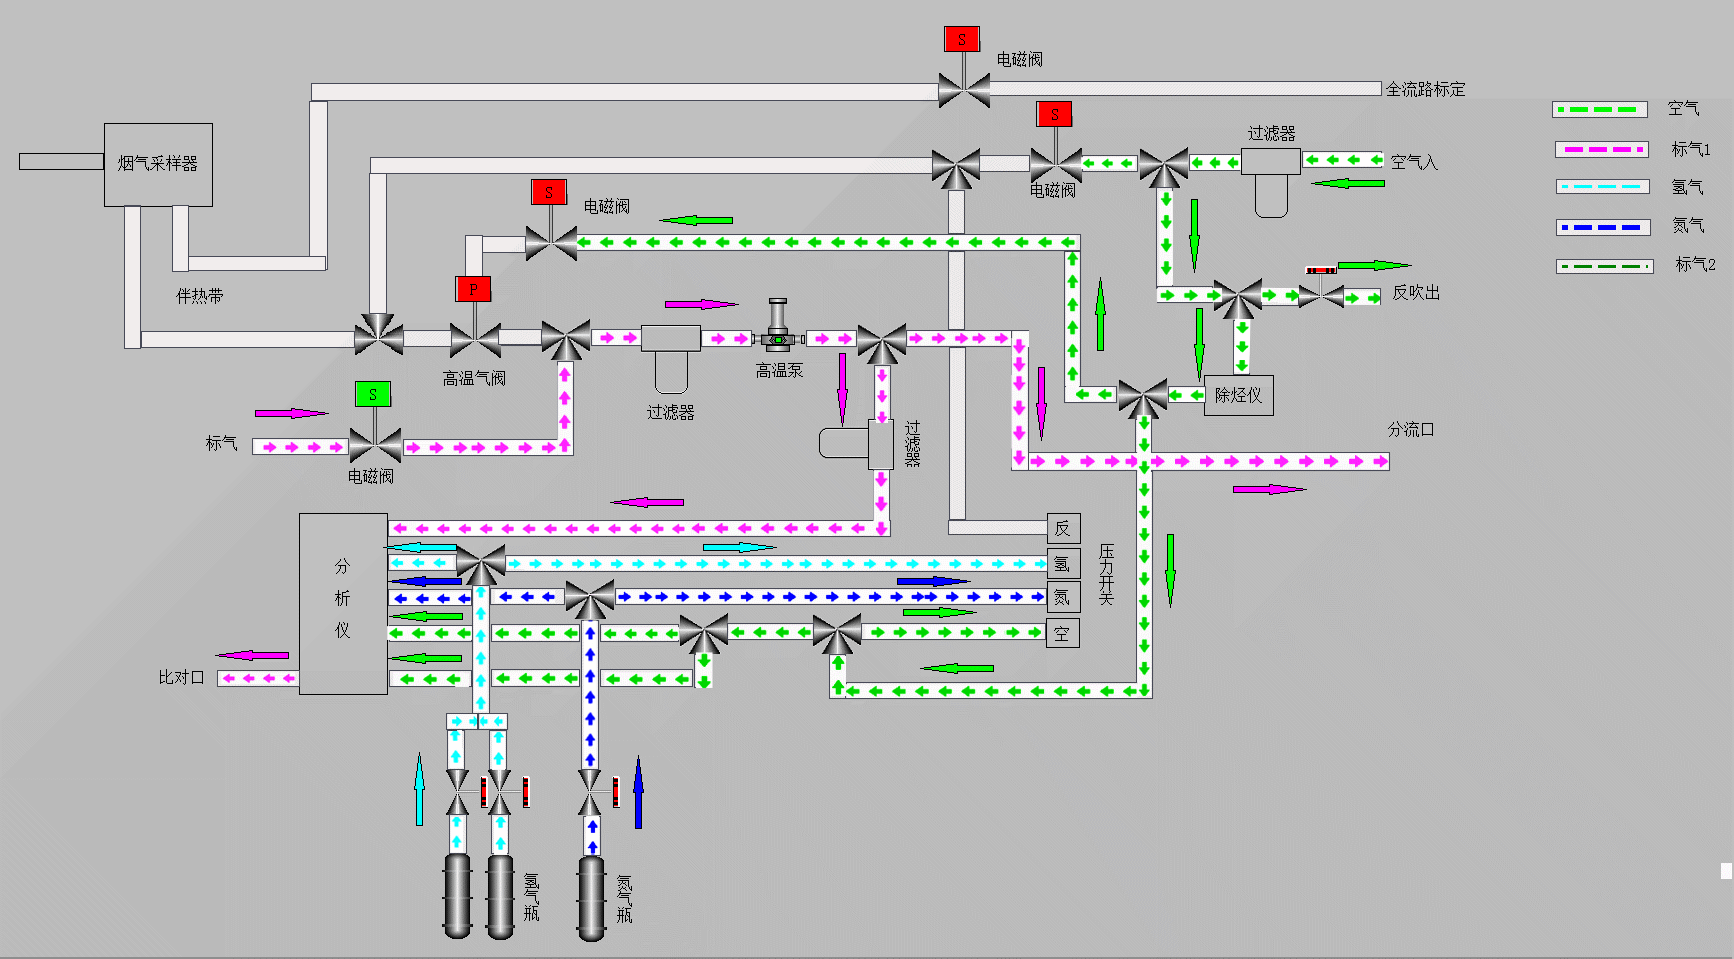 S
电磁阀
全流路标定
S
空气
过滤器
标气1
烟气采样器
空气入
S
电磁阀
氢气
电磁阀
氮气
标气2
伴热带
P
反吹出
高温气阀
高温泵
S
除烃仪
过滤器
过滤器
标气
分流口
电磁阀
反
分析仪
氢
压力开关
氮
空
比对口
氢气瓶
氮气瓶